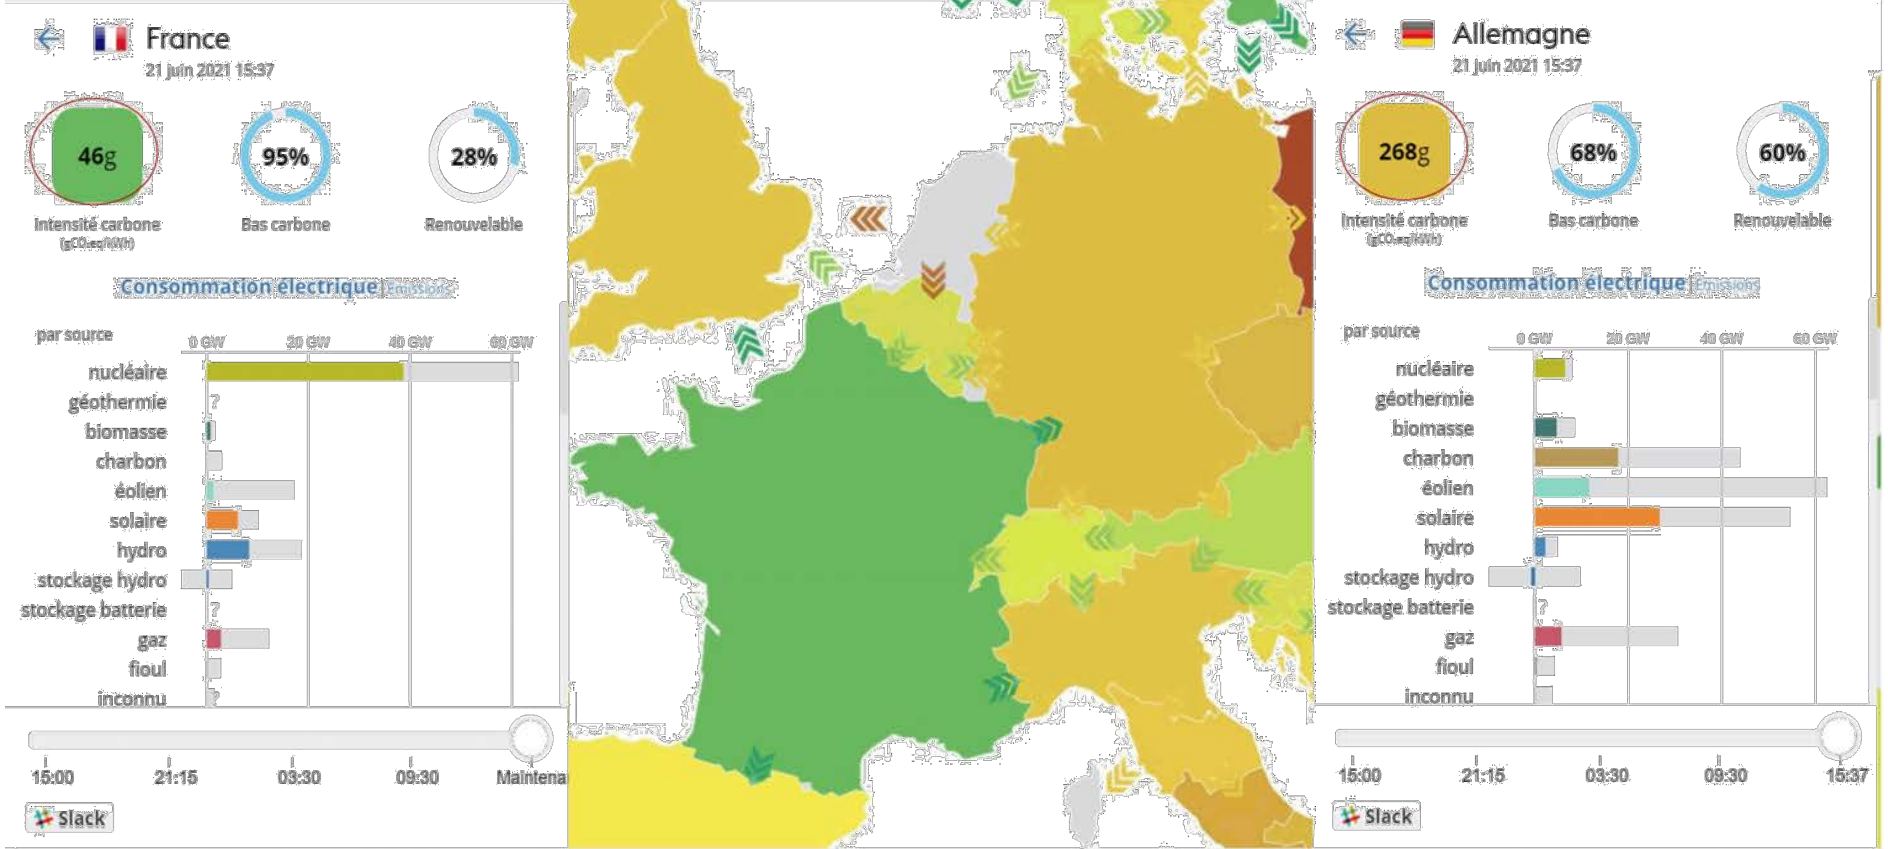 France
21 juin 2021 15:37
46g
95%
28%
Intensité carbone
(gCO₂eq/kWh)
Bas carbone
Renouvelable
Consommation électrique | Emissions
par source
0 GW 20 GW 40 GW 60 GW
nucléaire
géothermie ?
biomasse
charbon
éolien
solaire
hydro
stockage hydro
stockage batterie ?
gaz
fioul
inconnu ?
15:00 21:15 03:30 09:30 Maintena
Slack
Allemagne
21 juin 2021 15:37
268g
68%
60%
Intensité carbone
(gCO₂eq/kWh)
Bas carbone
Renouvelable
Consommation électrique | Emissions
par source
0 GW 20 GW 40 GW 60 GW
nucléaire
géothermie
biomasse
charbon
éolien
solaire
hydro
stockage hydro
stockage batterie ?
gaz
fioul
inconnu
15:00 21:15 03:30 09:30 15:37
Slack